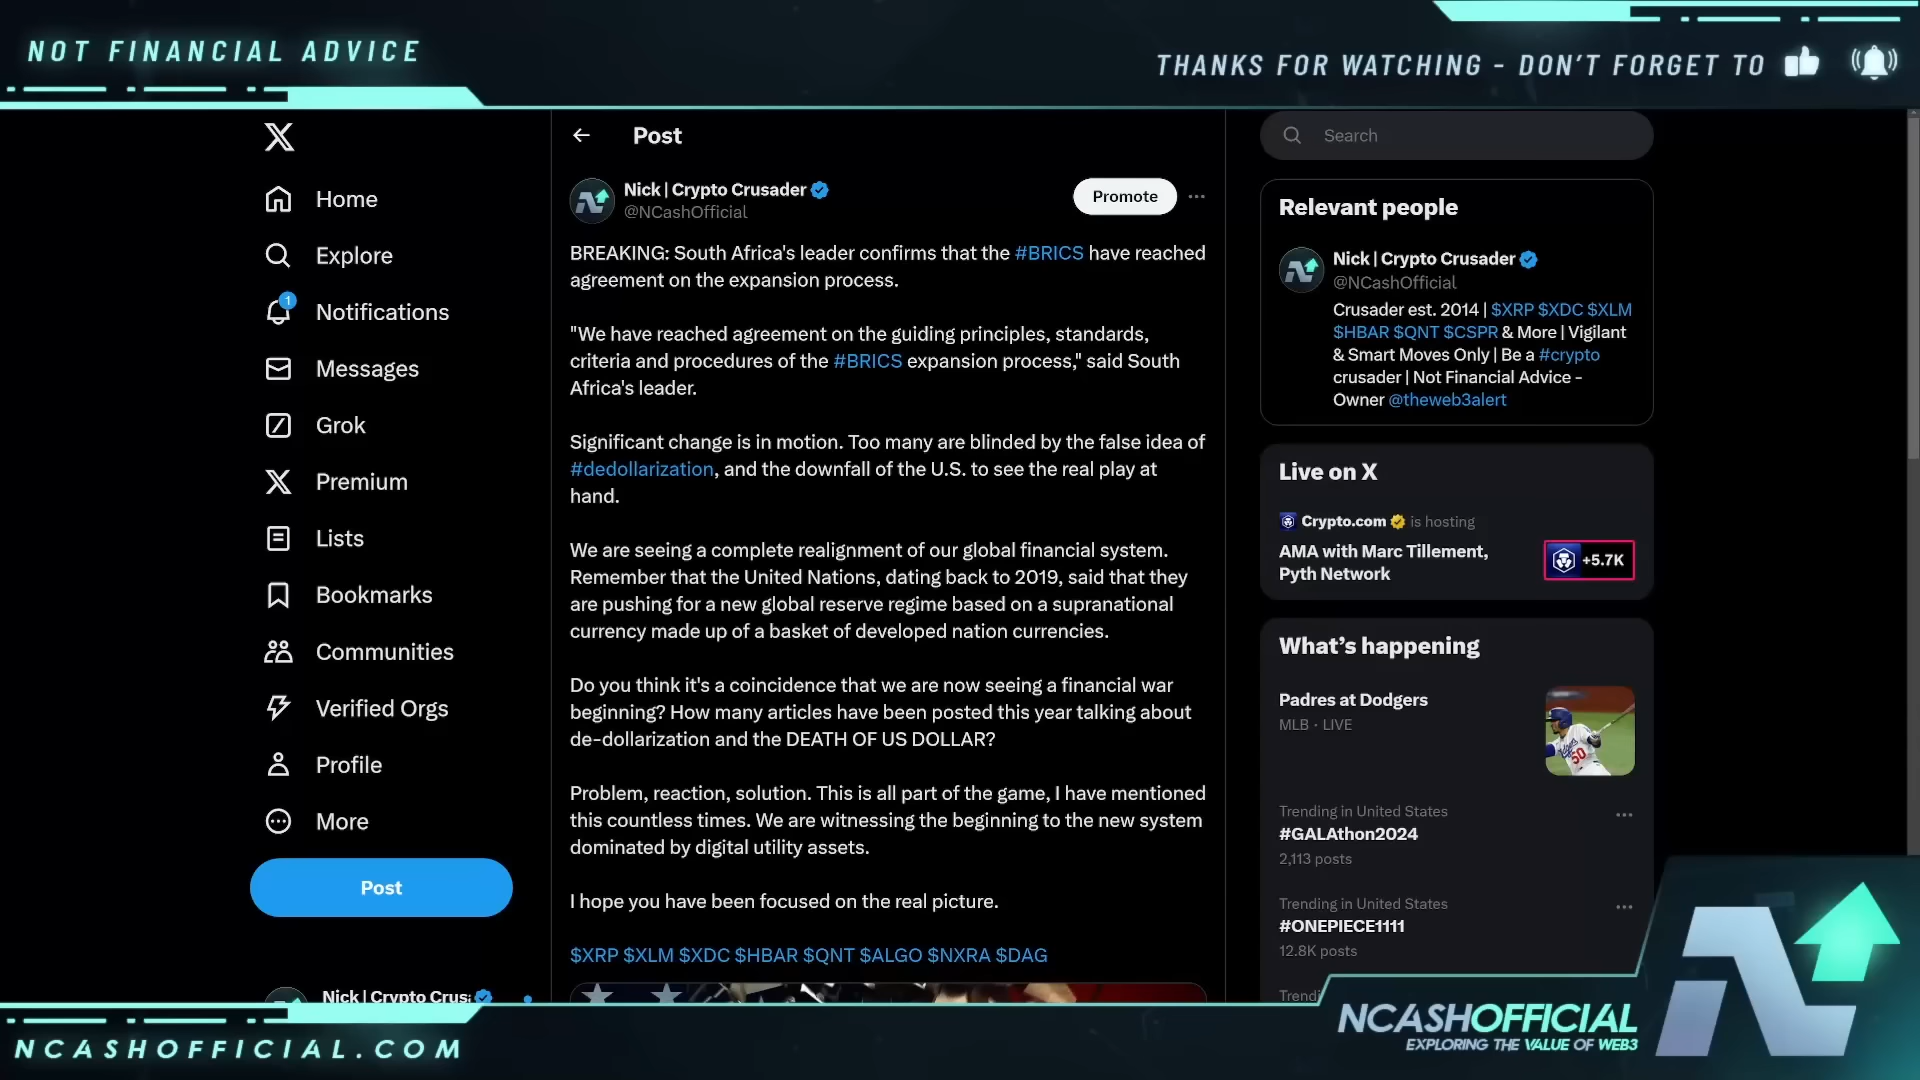 NOT FINANCIAL ADVICE
THANKS FOR WATCHING - DON'T FORGET TO
Home
Explore
1
Notifications
Messages
Grok
Premium
Lists
Bookmarks
Communities
Verified Orgs
Profile
More
Post
Nick | Crypto Crus
Post
Nick | Crypto Crusader
@NCashOfficial
Promote
BREAKING: South Africa's leader confirms that the #BRICS have reached
agreement on the expansion process.
"We have reached agreement on the guiding principles, standards,
criteria and procedures of the #BRICS expansion process," said South
Africa's leader.
Significant change is in motion. Too many are blinded by the false idea of
#dedollarization, and the downfall of the U.S. to see the real play at
hand.
We are seeing a complete realignment of our global financial system.
Remember that the United Nations, dating back to 2019, said that they
are pushing for a new global reserve regime based on a supranational
currency made up of a basket of developed nation currencies.
Do you think it's a coincidence that we are now seeing a financial war
beginning? How many articles have been posted this year talking about
de-dollarization and the DEATH OF US DOLLAR?
Problem, reaction, solution. This is all part of the game, I have mentioned
this countless times. We are witnessing the beginning to the new system
dominated by digital utility assets.
I hope you have been focused on the real picture.
$XRP $XLM $XDC $HBAR $QNT $ALGO $NXRA $DAG
Search
Relevant people
Nick | Crypto Crusader
@NCashOfficial
Crusader est. 2014 | $XRP $XDC $XLM
$HBAR $QNT $CSPR & More | Vigilant
& Smart Moves Only | Be a #crypto
crusader | Not Financial Advice -
Owner @theweb3alert
Live on X
Crypto.com is hosting
AMA with Marc Tillement,
Pyth Network
+5.7K
What's happening
Padres at Dodgers
MLB · LIVE
50
Trending in United States
#GALAthon2024
2,113 posts
Trending in United States
#ONEPIECE1111
12.8K posts
Trendi
NCASHOFFICIAL.COM
NCASHOFFICIAL
EXPLORING THE VALUE OF WEB3